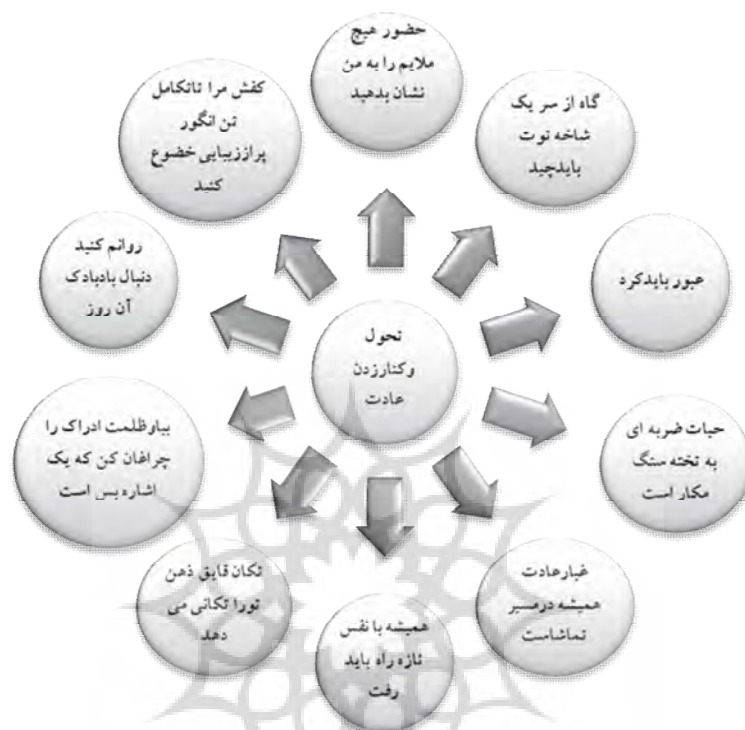 حضور هیچ
ملایم را به من
نشان بدهید
گاه از سر یک
شاخه توت
بایدچید
عبور بایدکرد
حیات ضربه ای
به تخته سنگ
مکار است
غبارعادت
همیشه درمسیر
تماشاست
همیشه با نفس
تازه راه باید
رفت
تکان قایق ذهن
تورا تکانی می
دهد
بیاوظلمت ادراک را
چراغان کن که یک
اشاره بس است
روانم کنید
دنبال بادبادک
آن روز
کفش مرا تاتکامل
تن انگور
پراززیبایی خضوع
کنید
تحول
وکنارزدن
عادت